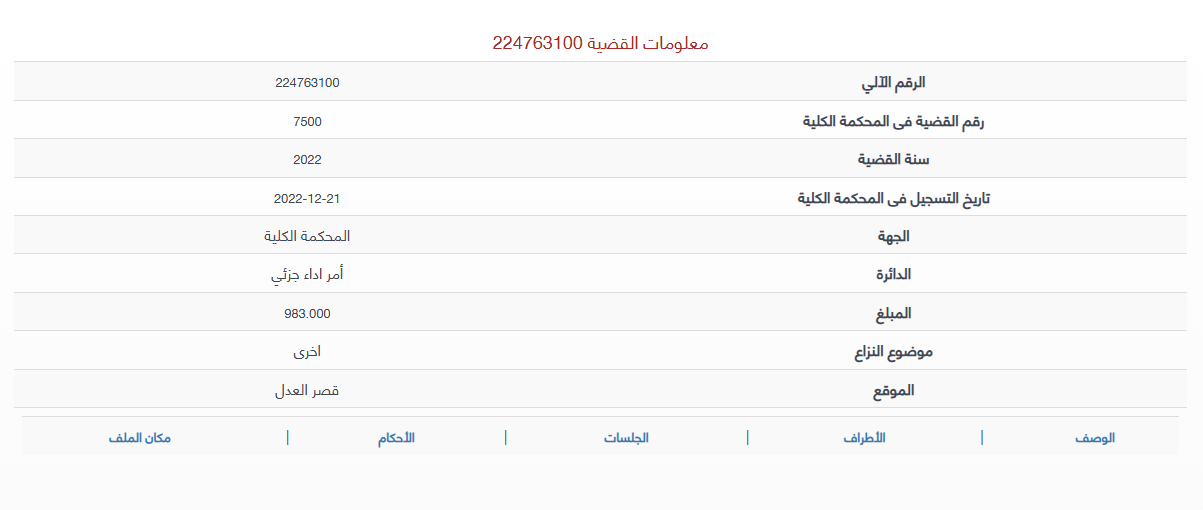 معلومات القضية 224763100
الرقم الآلي 224763100
رقم القضية فى المحكمة الكلية 7500
سنة القضية 2022
تاريخ التسجيل فى المحكمة الكلية 2022-12-21
الجهة المحكمة الكلية
الدائرة أمر اداء جزئي
المبلغ 983.000
موضوع النزاع اخرى
الموقع قصر العدل
الوصف | الأطراف | الجلسات | الأحكام | مكان الملف